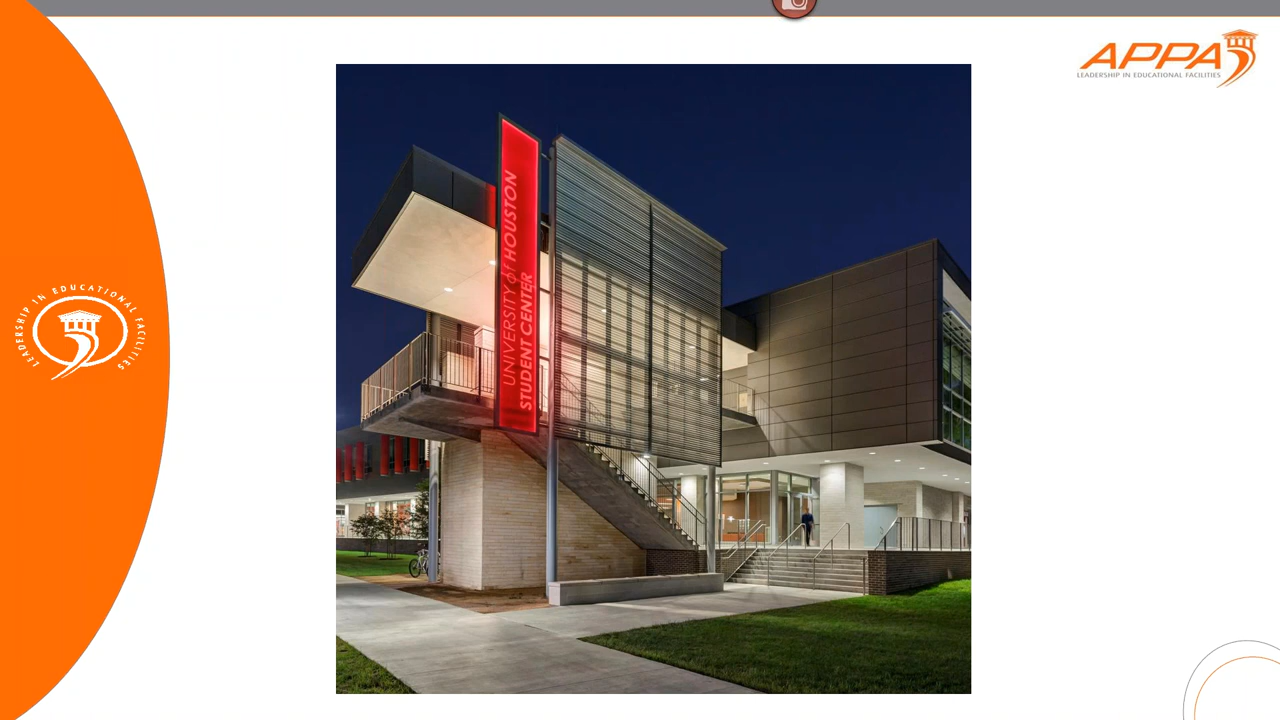 APPA
LEADERSHIP IN EDUCATIONAL FACILITIES
UNIVERSITY of HOUSTON
STUDENT CENTER
LEADERSHIP IN EDUCATIONAL FACILITIES